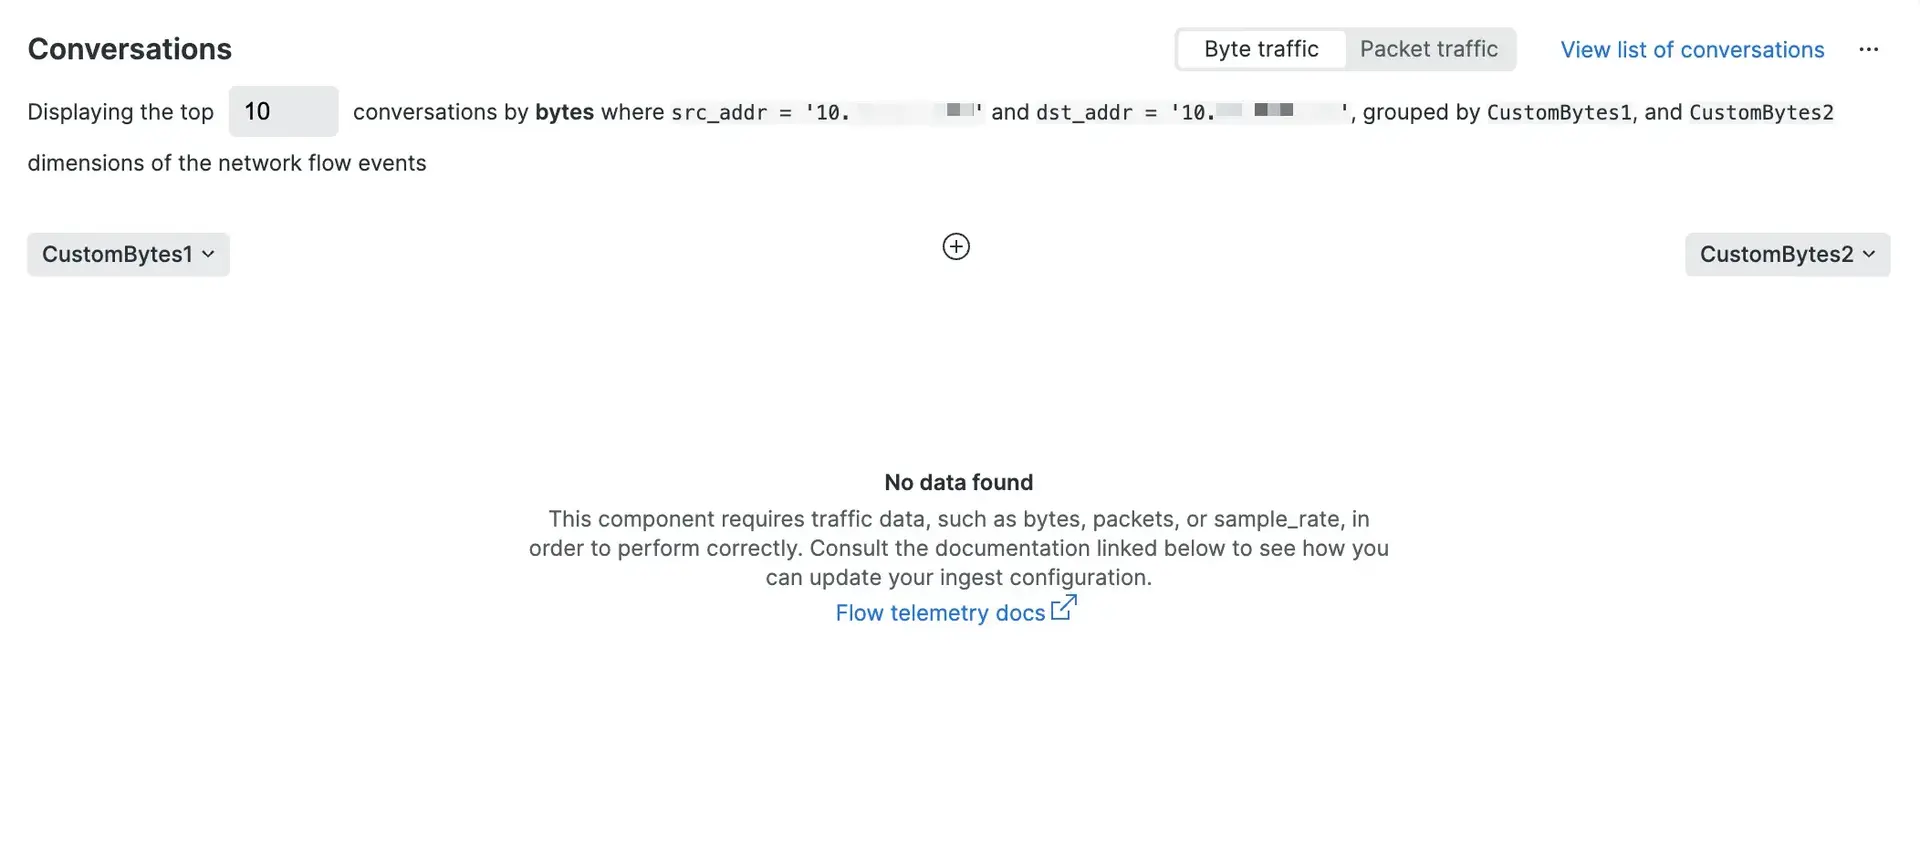 Conversations
Byte traffic Packet traffic View list of conversations ...
Displaying the top 10 conversations by bytes where src_addr = '10. ' and dst_addr = '10. ', grouped by CustomBytes1, and CustomBytes2
dimensions of the network flow events
CustomBytes1 CustomBytes2
No data found
This component requires traffic data, such as bytes, packets, or sample_rate, in
order to perform correctly. Consult the documentation linked below to see how you
can update your ingest configuration.
Flow telemetry docs